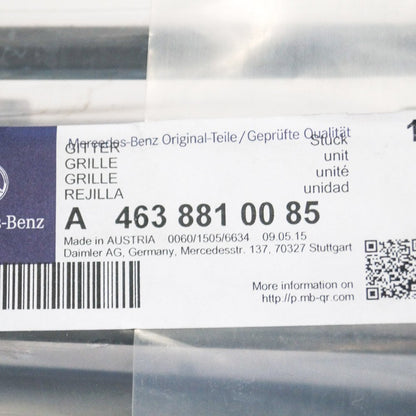 Mercedes-Benz Original-Teile/Geprüfte Qualität
GITTER Stück
GRILLE unit
GRILLE unité
REJILLA unidad
s-Benz
A 463 881 00 85
Made in AUSTRIA 0060/1505/6634 09.05.15
Daimler AG, Germany, Mercedesstr. 137, 70327 Stuttgart
More information on
http://p.mb-qr.com
1